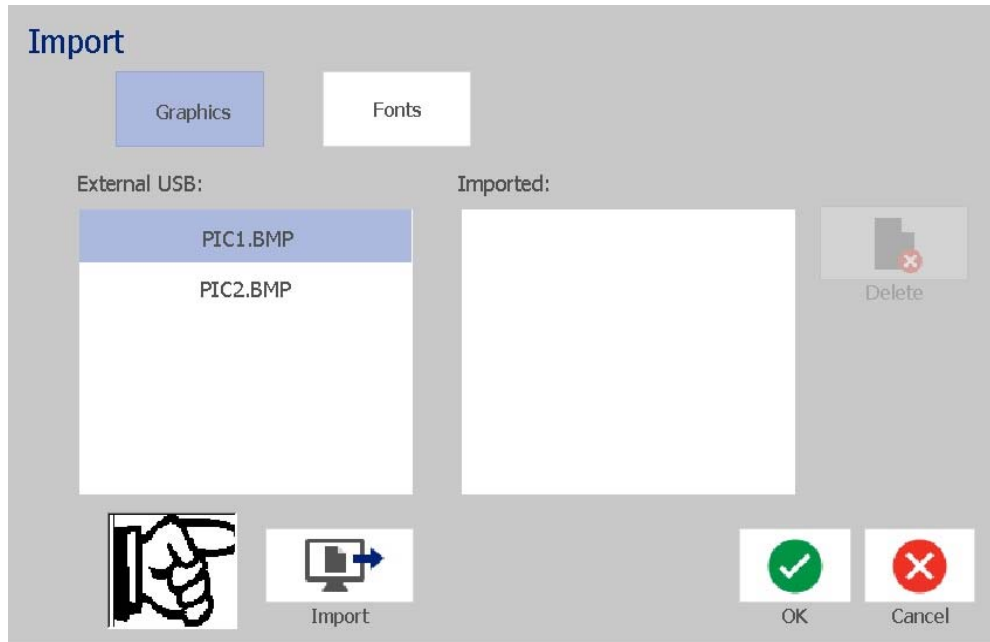 Import
Graphics
Fonts
External USB:
Imported:
PIC1.BMP
PIC2.BMP
Delete
Import
OK
Cancel